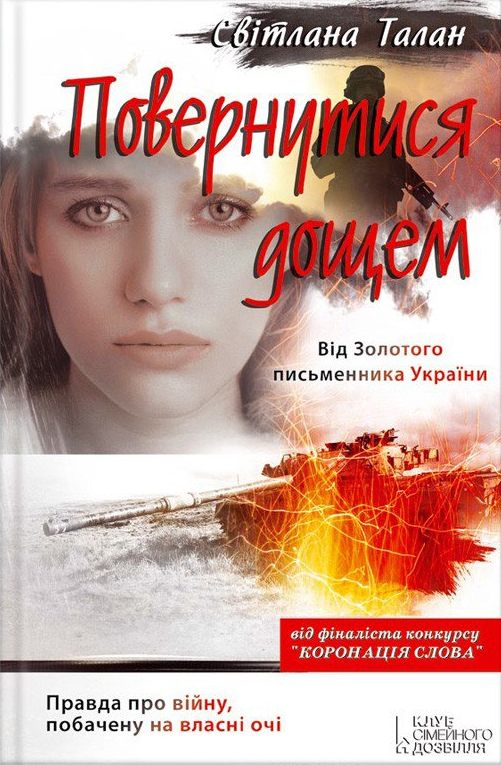 Світлана Талан
Повернутися
дощем
Від Золотого
письменника України
від фіналіста конкурсу
"КОРОНАЦІЯ СЛОВА"
Правда про війну,
побачену на власні очі
КЛУБ
СІМЕЙНОГО
ДОЗВІЛЛЯ